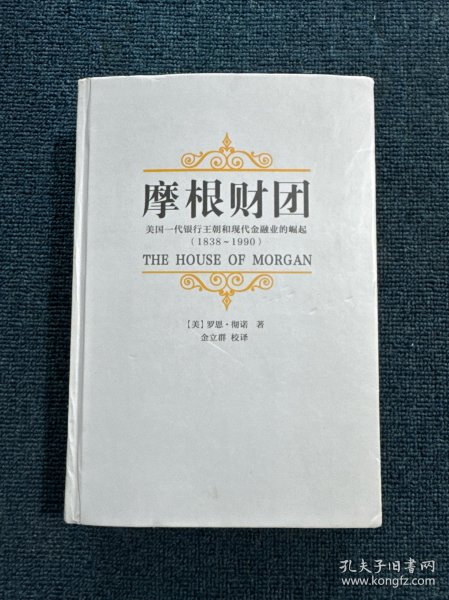 摩根财团
美国一代银行王朝和现代金融业的崛起
(1838~1990)
THE HOUSE OF MORGAN
[美]罗恩·彻诺 著
金立群 校译
孔夫子旧书网
www.kongfz.com